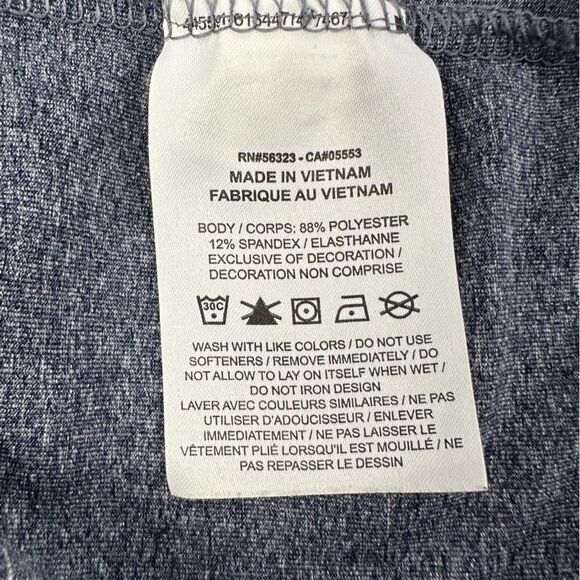 RN#56323 - CA#05553
MADE IN VIETNAM
FABRIQUE AU VIETNAM
BODY / CORPS: 88% POLYESTER
12% SPANDEX / ELASTHANNE
EXCLUSIVE OF DECORATION /
DECORATION NON COMPRISE
30C
WASH WITH LIKE COLORS / DO NOT USE
SOFTENERS / REMOVE IMMEDIATELY / DO
NOT ALLOW TO LAY ON ITSELF WHEN WET /
DO NOT IRON DESIGN
LAVER AVEC COULEURS SIMILAIRES / NE PAS
UTILISER D'ADOUCISSEUR / ENLEVER
IMMEDIATEMENT / NE PAS LAISSER LE
VÊTEMENT PLIÉ LORSQU'IL EST MOUILLÉ / NE
PAS REPASSER LE DESSIN